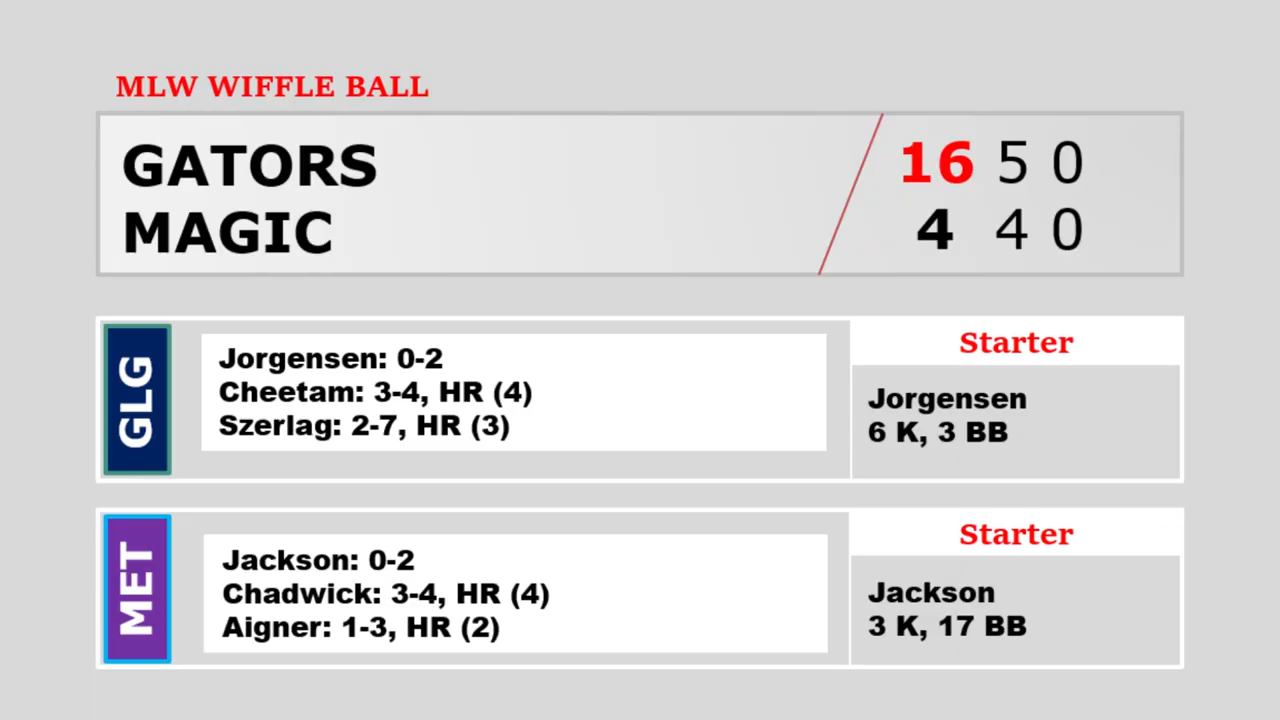 MLW WIFFLE BALL
GATORS 16 5 0
MAGIC 4 4 0
GLG
Jorgensen: 0-2
Cheetam: 3-4, HR (4)
Szerlag: 2-7, HR (3)
Starter
Jorgensen
6 K, 3 BB
MET
Jackson: 0-2
Chadwick: 3-4, HR (4)
Aigner: 1-3, HR (2)
Starter
Jackson
3 K, 17 BB